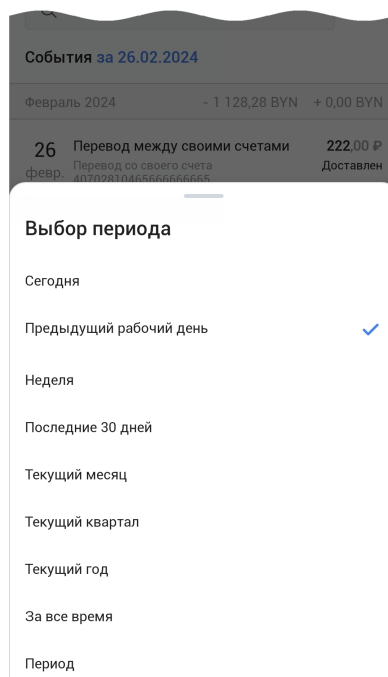 События за 26.02.2024
Февраль 2024 - 1 128,28 BYN + 0,00 BYN
26 Перевод между своими счетами 222,00 ₽
февр. Перевод со своего счета Доставлен
40702810465666666665
Выбор периода
Сегодня
Предыдущий рабочий день
Неделя
Последние 30 дней
Текущий месяц
Текущий квартал
Текущий год
За все время
Период